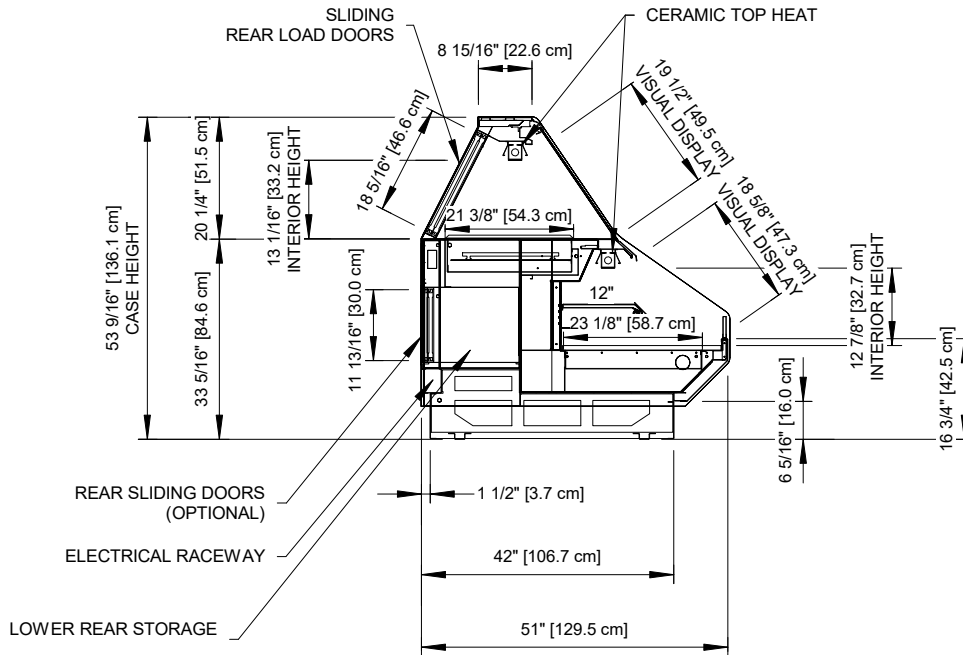 SLIDING
REAR LOAD DOORS
CERAMIC TOP HEAT
8 15/16" [22.6 cm]
19 1/2" [49.5 cm]
VISUAL DISPLAY
18 5/16" [46.6 cm]
20 1/4" [51.5 cm]
13 1/16" [33.2 cm]
INTERIOR HEIGHT
18 5/8" [47.3 cm]
VISUAL DISPLAY
21 3/8" [54.3 cm]
53 9/16" [136.1 cm]
CASE HEIGHT
33 5/16" [84.6 cm]
11 13/16" [30.0 cm]
12"
23 1/8" [58.7 cm]
12 7/8" [32.7 cm]
INTERIOR HEIGHT
16 3/4" [42.5 cm]
6 5/16" [16.0 cm]
REAR SLIDING DOORS
(OPTIONAL)
1 1/2" [3.7 cm]
ELECTRICAL RACEWAY
42" [106.7 cm]
LOWER REAR STORAGE
51" [129.5 cm]